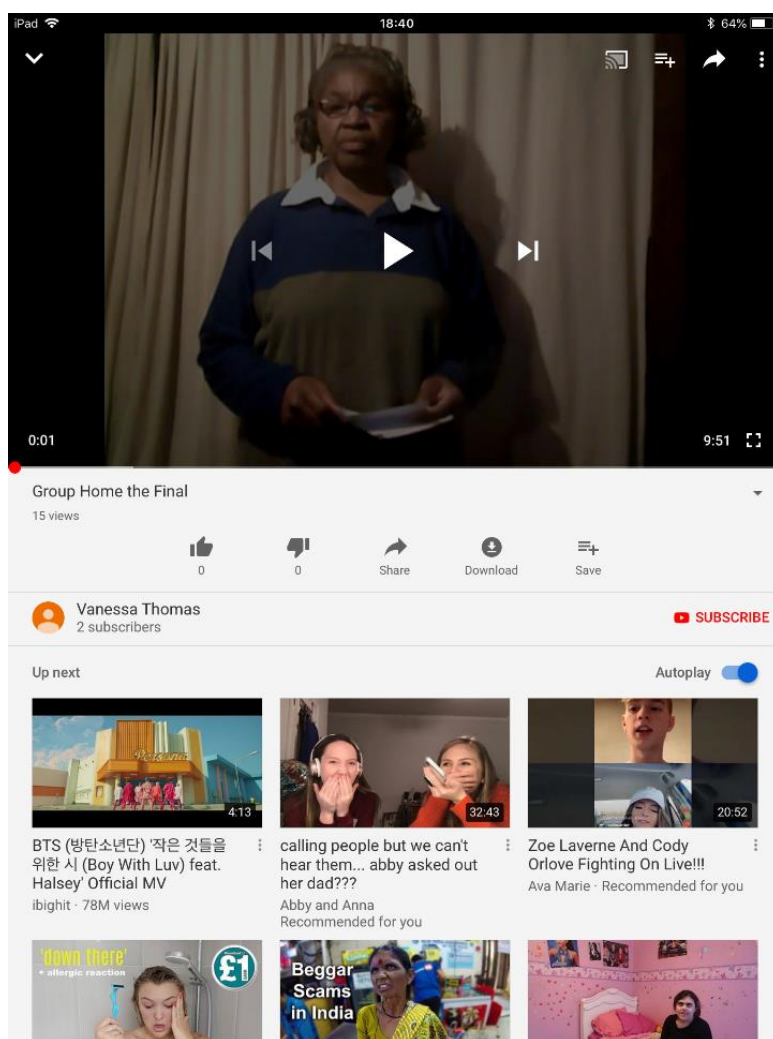 iPad 18:40 64%
0:01 9:51
Group Home the Final
15 views
0 0 Share Download Save
Vanessa Thomas
2 subscribers
SUBSCRIBE
Up next Autoplay
Persona
4:13
32:43
20:52
BTS (방탄소년단) '작은 것들을
위한 시 (Boy With Luv) feat.
Halsey' Official MV
ibighit · 78M views
calling people but we can't
hear them... abby asked out
her dad???
Abby and Anna
Recommended for you
Zoe Laverne And Cody
Orlove Fighting On Live!!!
Ava Marie · Recommended for you
'down there'
+ allergic reaction
£1
Beggar
Scams
in India